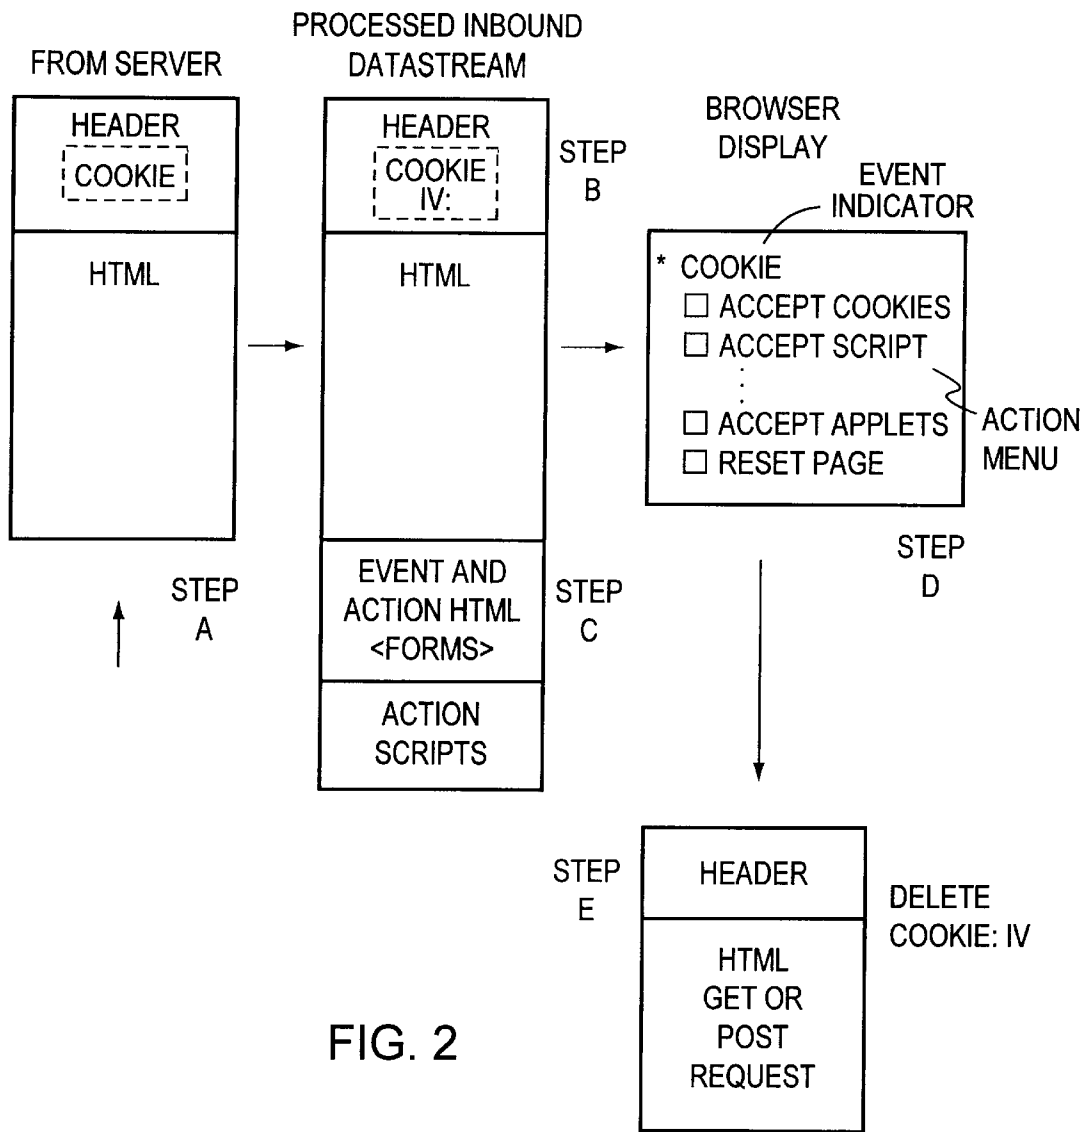 FROM SERVER
HEADER
COOKIE
HTML
STEP
A
PROCESSED INBOUND
DATASTREAM
HEADER
COOKIE
IV:
HTML
EVENT AND
ACTION HTML
<FORMS>
ACTION
SCRIPTS
STEP
B
STEP
C
BROWSER
DISPLAY
EVENT
INDICATOR
* COOKIE
☐ ACCEPT COOKIES
☐ ACCEPT SCRIPT
⋮
☐ ACCEPT APPLETS
☐ RESET PAGE
ACTION
MENU
STEP
D
STEP
E
HEADER
HTML
GET OR
POST
REQUEST
DELETE
COOKIE: IV
FIG. 2